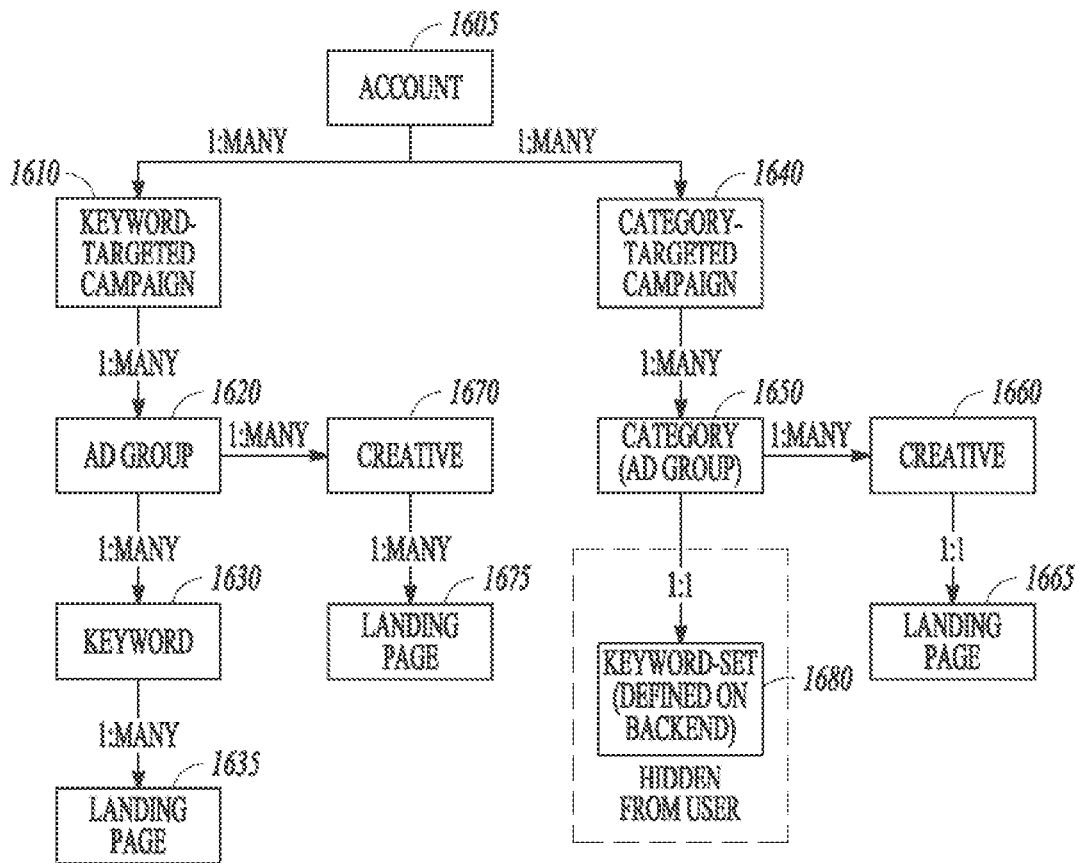 1605
ACCOUNT
1:MANY 1:MANY
1610 1640
KEYWORD-
TARGETED
CAMPAIGN
CATEGORY-
TARGETED
CAMPAIGN
1:MANY 1:MANY
1620 1670 1650 1660
AD GROUP
1:MANY
CREATIVE
CATEGORY
(AD GROUP)
1:MANY
CREATIVE
1:MANY 1:MANY 1:1 1:1
1630 1675 1665
KEYWORD
LANDING
PAGE
KEYWORD-SET
(DEFINED ON
BACKEND)
1680
LANDING
PAGE
1:MANY
1635
HIDDEN
FROM USER
LANDING
PAGE